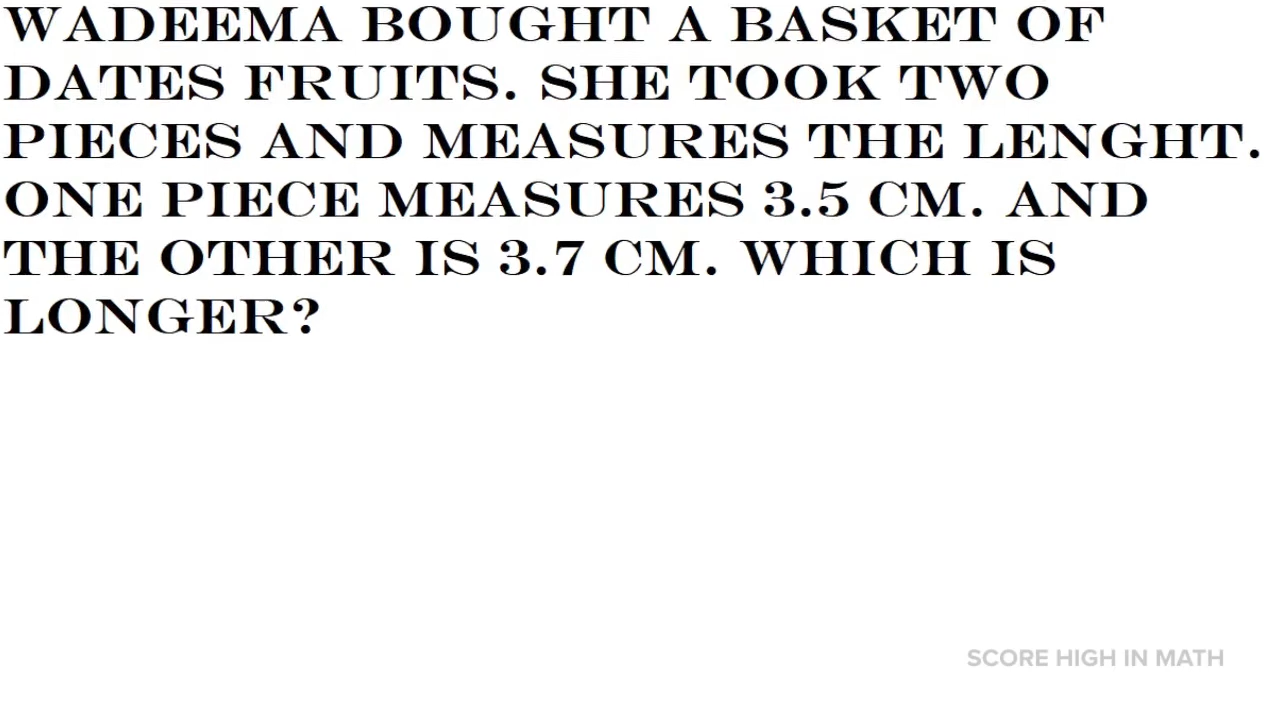 WADEEMA BOUGHT A BASKET OF
DATES FRUITS. SHE TOOK TWO
PIECES AND MEASURES THE LENGHT.
ONE PIECE MEASURES 3.5 CM. AND
THE OTHER IS 3.7 CM. WHICH IS
LONGER?
SCORE HIGH IN MATH